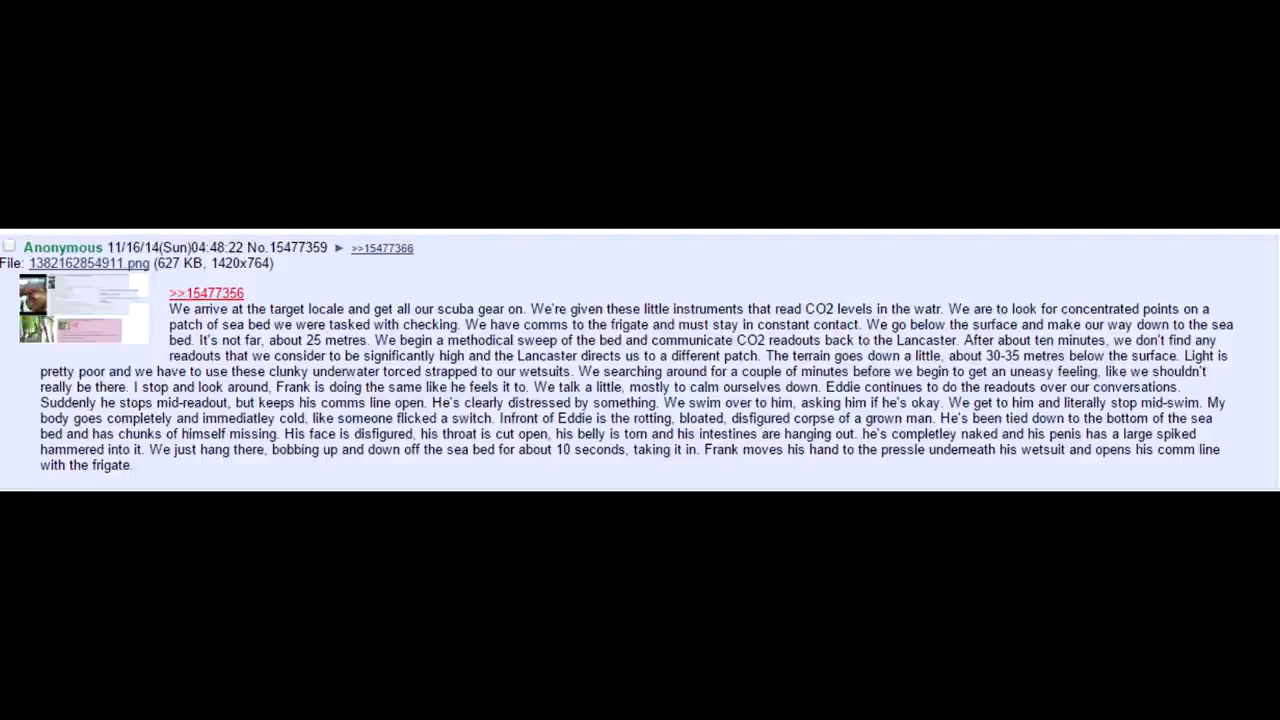 Anonymous 11/16/14(Sun)04:48:22 No.15477359 ► >>15477366
File: 1382162854911.png (627 KB, 1420x764)
>>15477356
We arrive at the target locale and get all our scuba gear on. We're given these little instruments that read CO2 levels in the watr. We are to look for concentrated points on a
patch of sea bed we were tasked with checking. We have comms to the frigate and must stay in constant contact. We go below the surface and make our way down to the sea
bed. It's not far, about 25 metres. We begin a methodical sweep of the bed and communicate CO2 readouts back to the Lancaster. After about ten minutes, we don't find any
readouts that we consider to be significantly high and the Lancaster directs us to a different patch. The terrain goes down a little, about 30-35 metres below the surface. Light is
pretty poor and we have to use these clunky underwater torced strapped to our wetsuits. We searching around for a couple of minutes before we begin to get an uneasy feeling, like we shouldn't
really be there. I stop and look around, Frank is doing the same like he feels it to. We talk a little, mostly to calm ourselves down. Eddie continues to do the readouts over our conversations.
Suddenly he stops mid-readout, but keeps his comms line open. He's clearly distressed by something. We swim over to him, asking him if he's okay. We get to him and literally stop mid-swim. My
body goes completely and immediatley cold, like someone flicked a switch. Infront of Eddie is the rotting, bloated, disfigured corpse of a grown man. He's been tied down to the bottom of the sea
bed and has chunks of himself missing. His face is disfigured, his throat is cut open, his belly is torn and his intestines are hanging out. he's completley naked and his penis has a large spiked
hammered into it. We just hang there, bobbing up and down off the sea bed for about 10 seconds, taking it in. Frank moves his hand to the pressle underneath his wetsuit and opens his comm line
with the frigate.